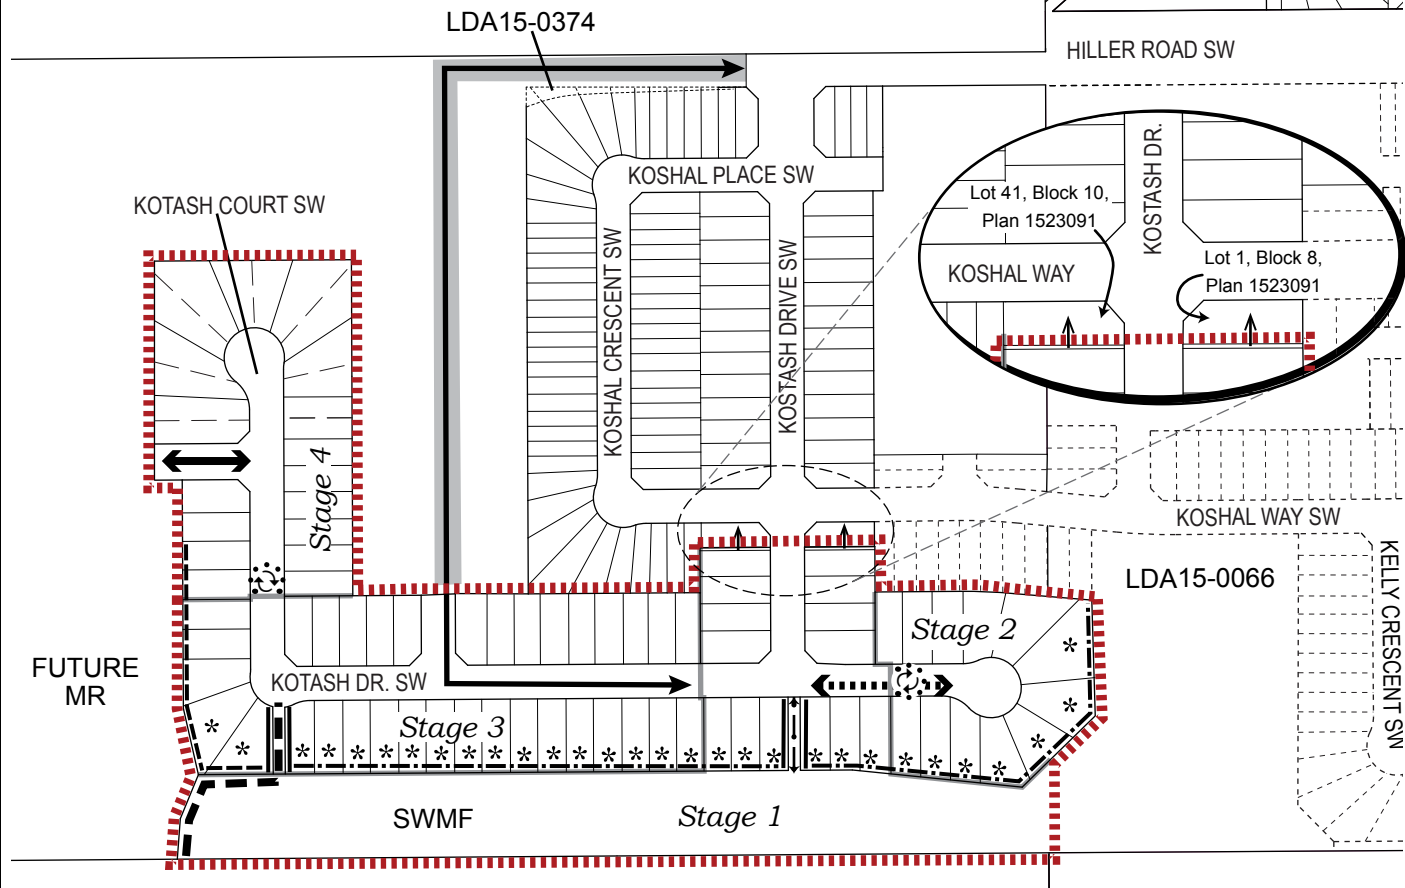 LDA15-0374
HILLER ROAD SW
KOSHAL PLACE SW
KOTASH COURT SW
KOSTASH DR.
Lot 41, Block 10,
Plan 1523091
Lot 1, Block 8,
Plan 1523091
KOSHAL WAY
KOSHAL CRESCENT SW
KOSTASH DRIVE SW
Stage 4
KOSHAL WAY SW
LDA15-0066
KELLY CRESCENT SW
Stage 2
FUTURE
MR
KOTASH DR. SW
Stage 3
SWMF
Stage 1